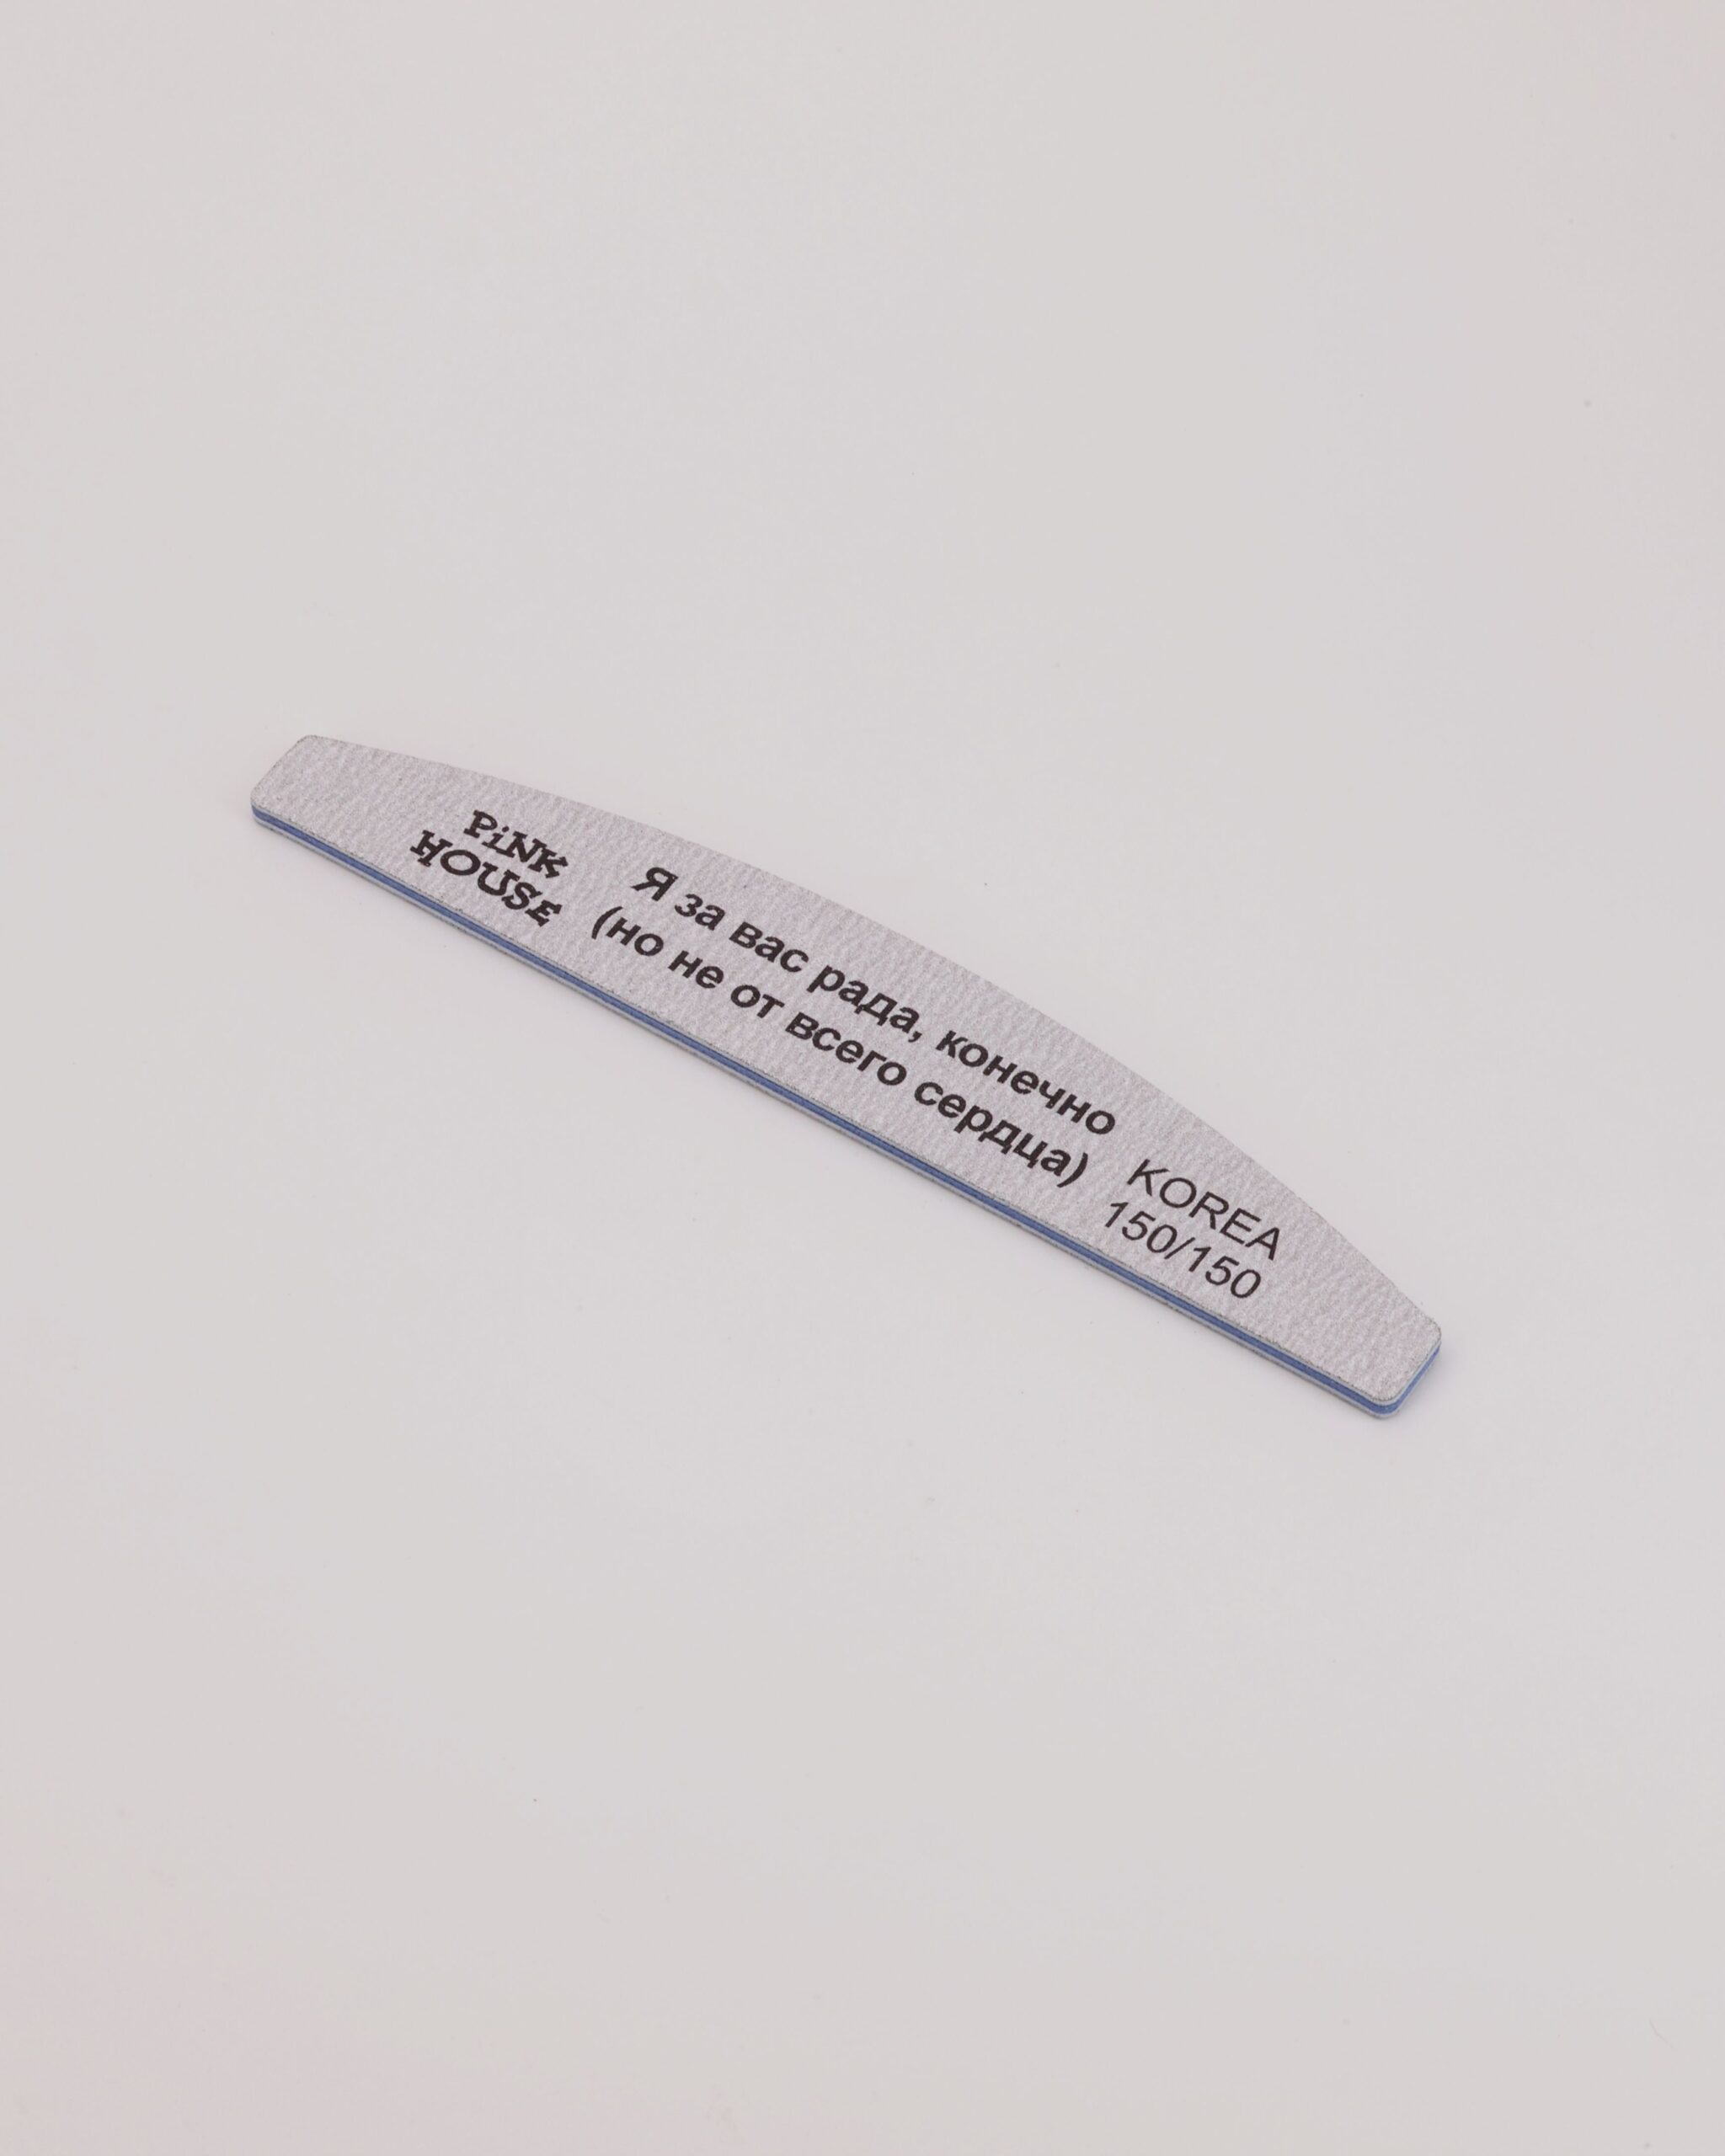 PiNK
HOUSE
Я за вас рада, конечно
(но не от всего сердца)
KOREA
150/150